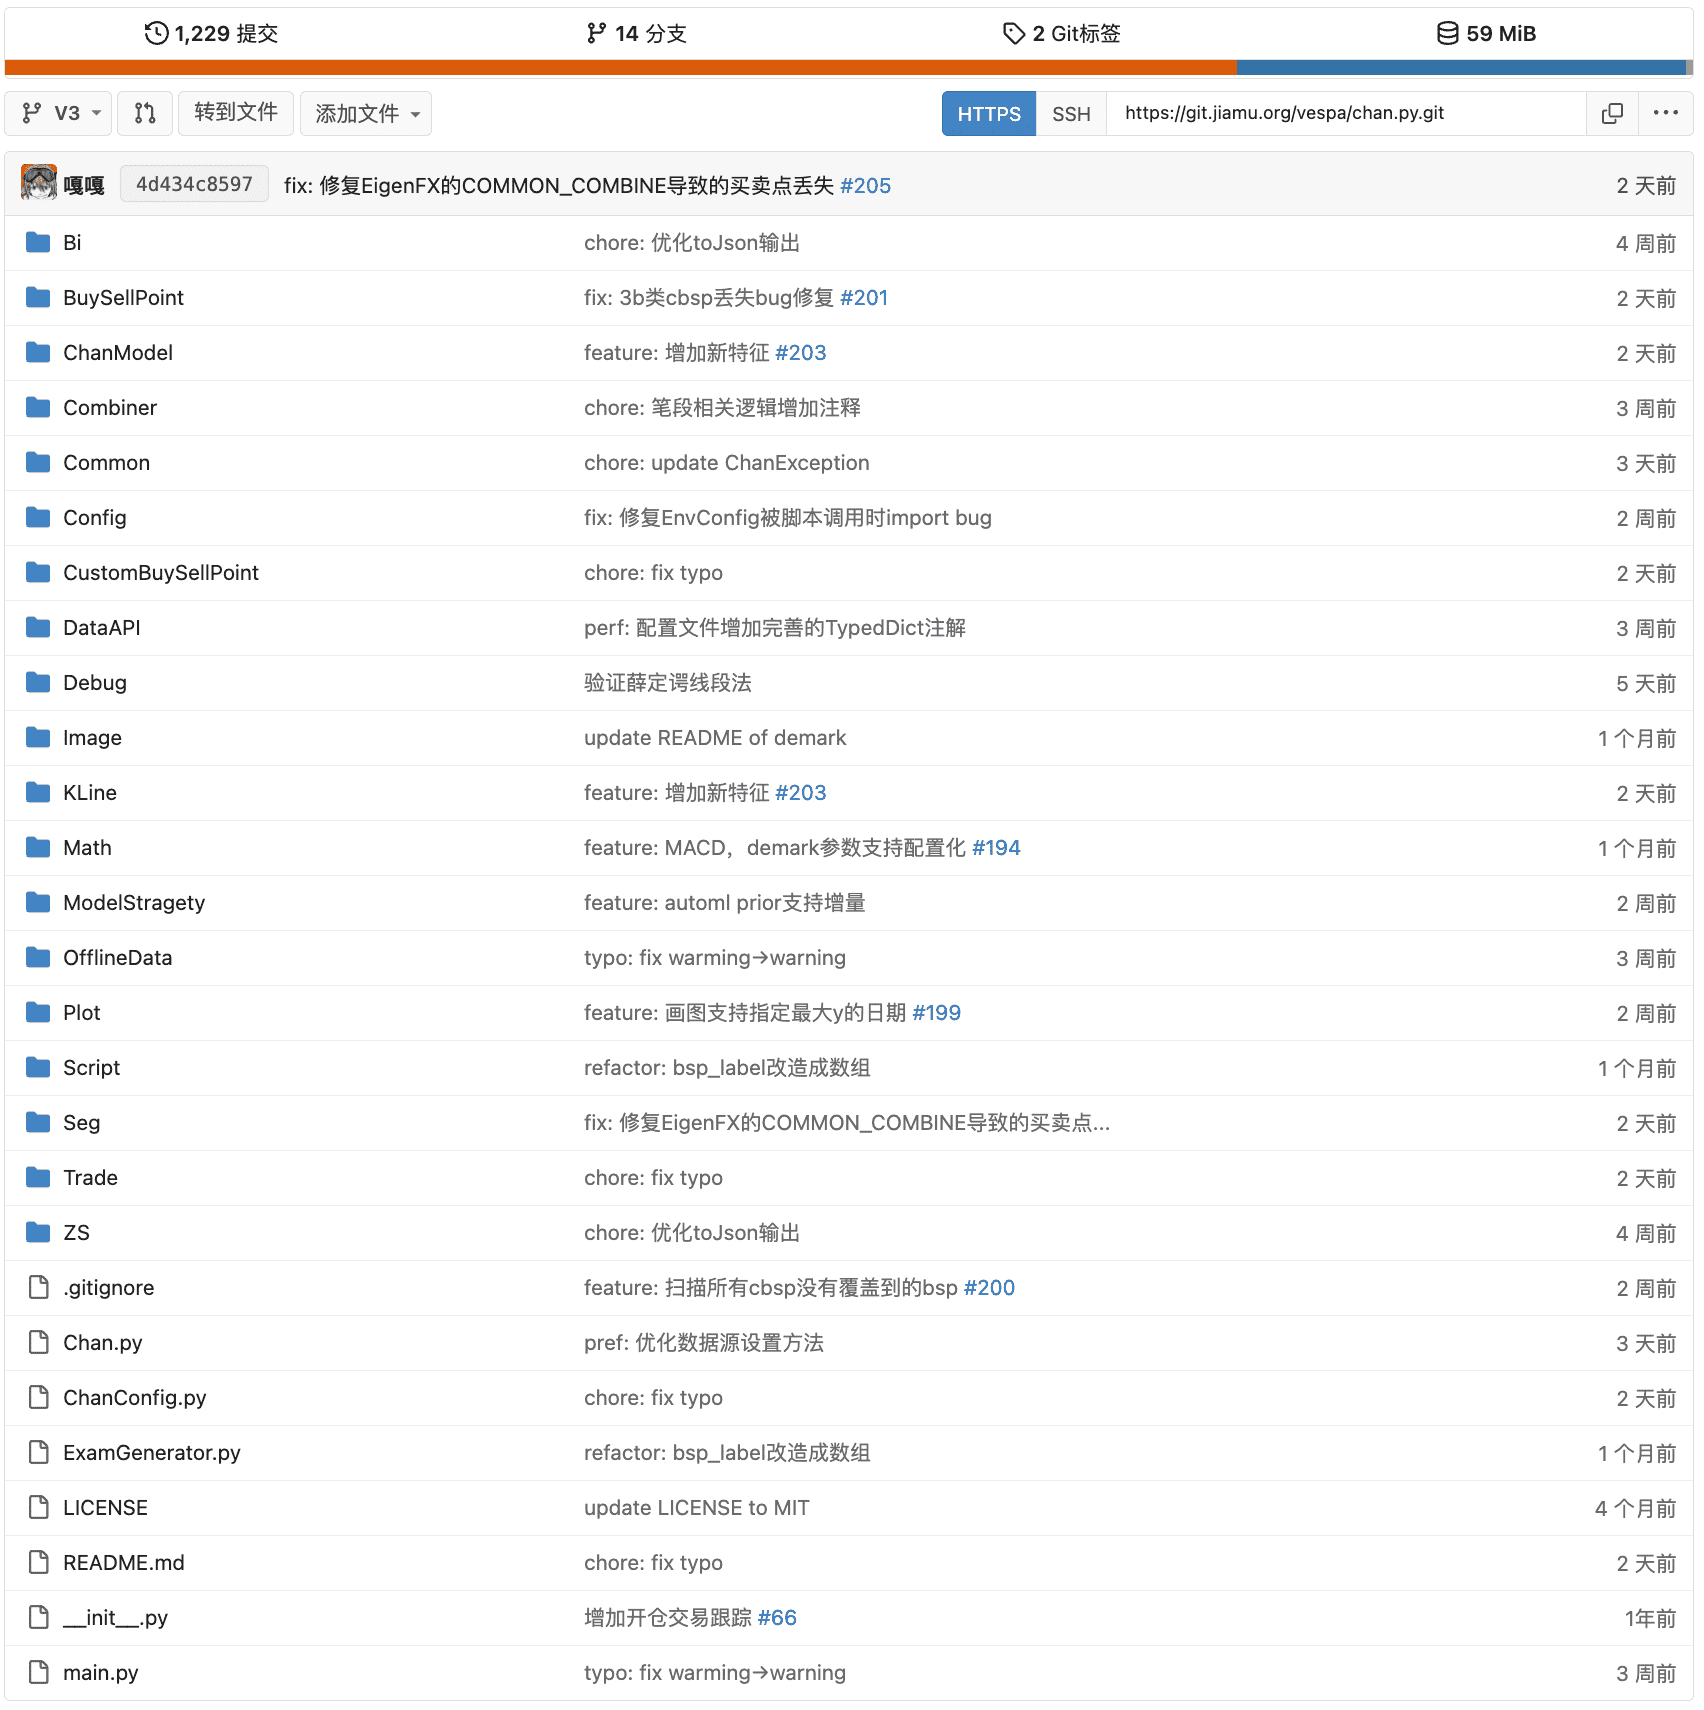 1,229 提交 14 分支 2 Git标签 59 MiB
V3 转到文件 添加文件 HTTPS SSH https://git.jiamu.org/vespa/chan.py.git
嘎嘎 4d434c8597 fix: 修复EigenFX的COMMON_COMBINE导致的买卖点丢失 #205 2 天前
Bi chore: 优化toJson输出 4 周前
BuySellPoint fix: 3b类cbsp丢失bug修复 #201 2 天前
ChanModel feature: 增加新特征 #203 2 天前
Combiner chore: 笔段相关逻辑增加注释 3 周前
Common chore: update ChanException 3 天前
Config fix: 修复EnvConfig被脚本调用时import bug 2 周前
CustomBuySellPoint chore: fix typo 2 天前
DataAPI perf: 配置文件增加完善的TypedDict注解 3 周前
Debug 验证薛定谔线段法 5 天前
Image update README of demark 1 个月前
KLine feature: 增加新特征 #203 2 天前
Math feature: MACD，demark参数支持配置化 #194 1 个月前
ModelStragety feature: automl prior支持增量 2 周前
OfflineData typo: fix warming→warning 3 周前
Plot feature: 画图支持指定最大y的日期 #199 2 周前
Script refactor: bsp_label改造成数组 1 个月前
Seg fix: 修复EigenFX的COMMON_COMBINE导致的买卖点... 2 天前
Trade chore: fix typo 2 天前
ZS chore: 优化toJson输出 4 周前
.gitignore feature: 扫描所有cbsp没有覆盖到的bsp #200 2 周前
Chan.py pref: 优化数据源设置方法 3 天前
ChanConfig.py chore: fix typo 2 天前
ExamGenerator.py refactor: bsp_label改造成数组 1 个月前
LICENSE update LICENSE to MIT 4 个月前
README.md chore: fix typo 2 天前
__init__.py 增加开仓交易跟踪 #66 1年前
main.py typo: fix warming→warning 3 周前